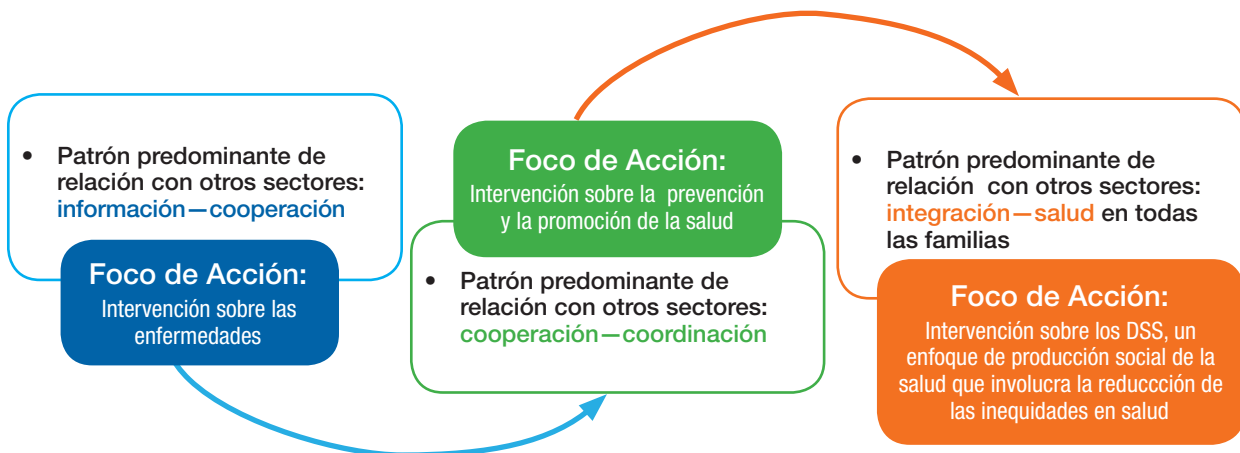 • Patrón predominante de
relación con otros sectores:
información—cooperación
Foco de Acción:
Intervención sobre las
enfermedades
Foco de Acción:
Intervención sobre la prevención
y la promoción de la salud
• Patrón predominante de
relación con otros sectores:
cooperación—coordinación
• Patrón predominante de
relación con otros sectores:
integración—salud en todas
las familias
Foco de Acción:
Intervención sobre los DSS, un
enfoque de producción social de la
salud que involucra la reduccción de
las inequidades en salud